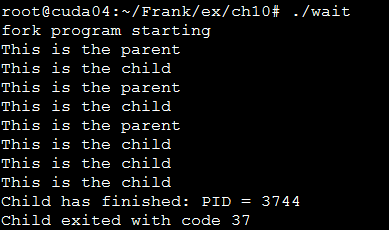 root@cuda04:~/Frank/ex/ch10# ./wait
fork program starting
This is the parent
This is the child
This is the parent
This is the child
This is the parent
This is the child
This is the child
This is the child
Child has finished: PID = 3744
Child exited with code 37